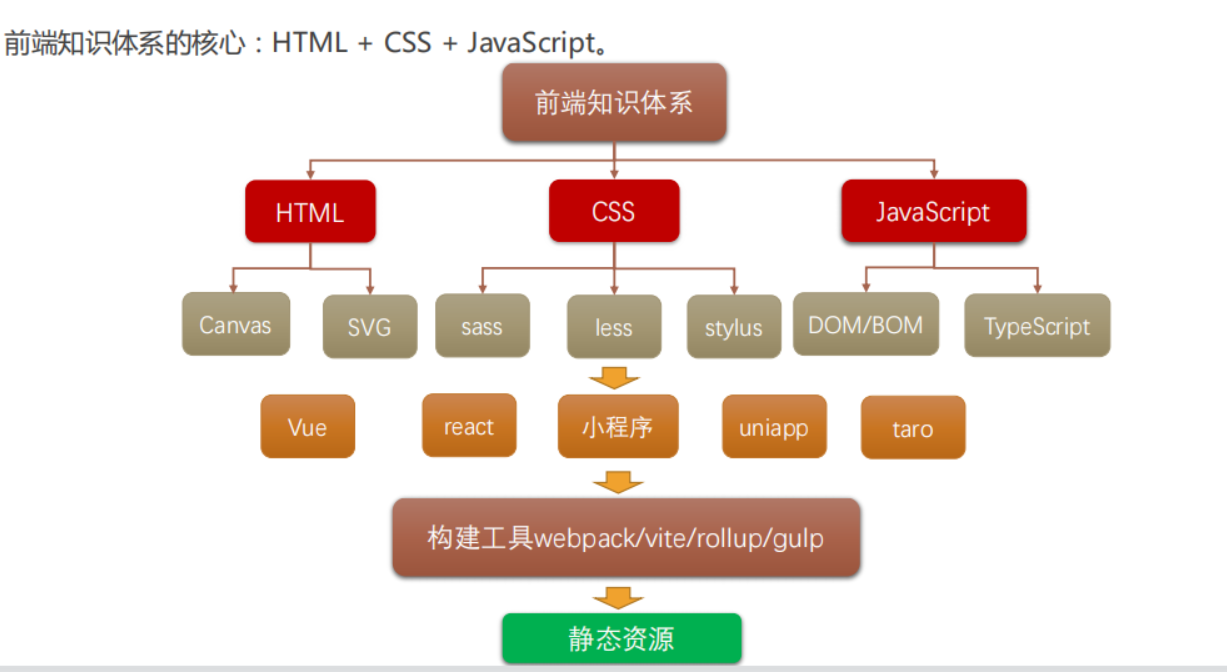 前端知识体系的核心：HTML + CSS + JavaScript。
前端知识体系
HTML
CSS
JavaScript
Canvas
SVG
sass
less
stylus
DOM/BOM
TypeScript
Vue
react
小程序
uniapp
taro
构建工具webpack/vite/rollup/gulp
静态资源